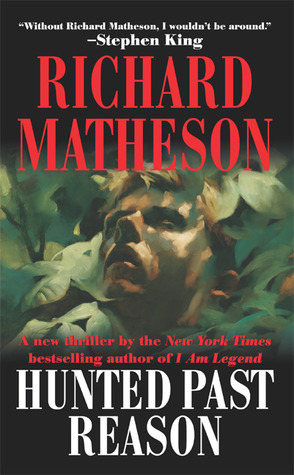 “Without Richard Matheson, I wouldn’t be around.”
–Stephen King
RICHARD
MATHESON
A new thriller by the New York Times
bestselling author of I Am Legend
HUNTED PAST
REASON